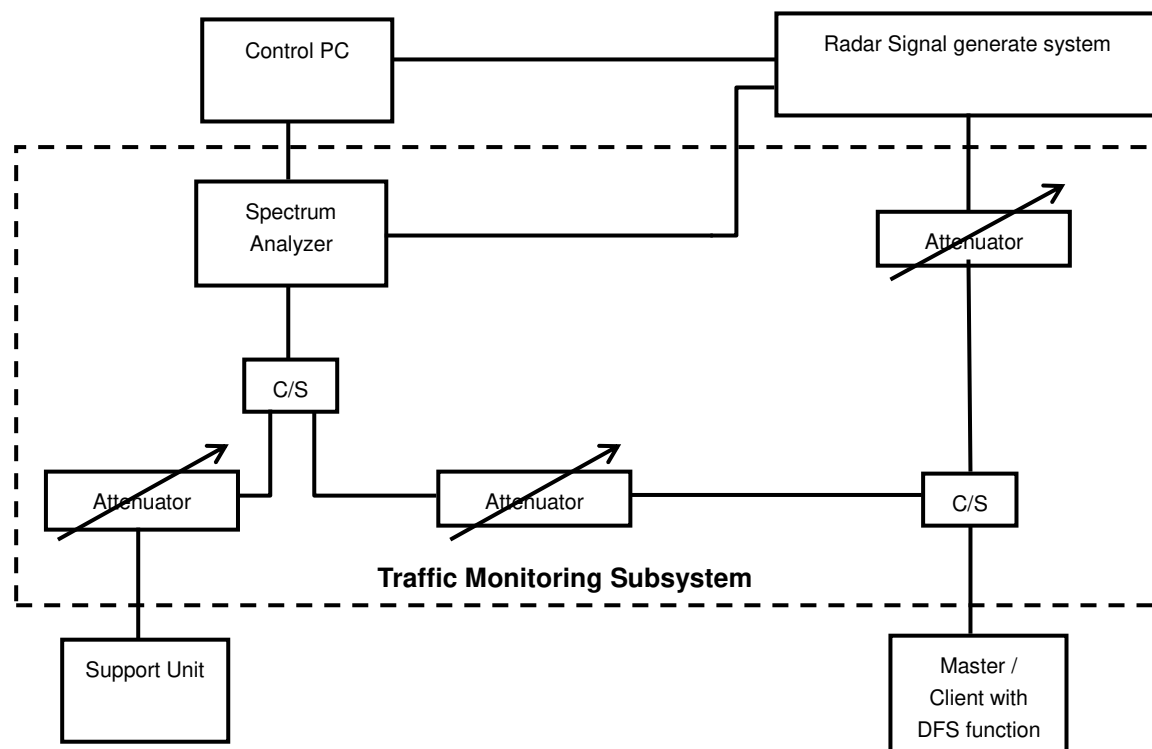 Control PC
Radar Signal generate system
Spectrum
Analyzer
Attenuator
C/S
Attenuator
Attenuator
C/S
Traffic Monitoring Subsystem
Support Unit
Master /
Client with
DFS function